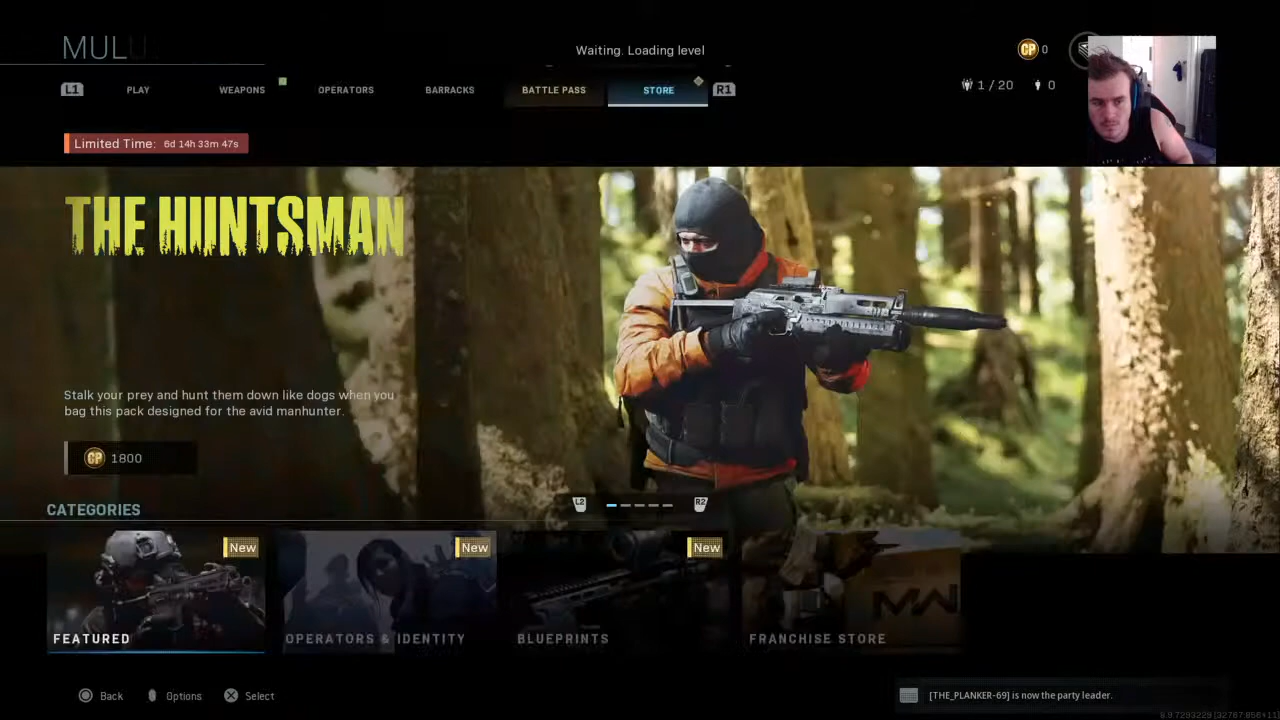 MULU
Waiting. Loading level
CP 0
L1 PLAY WEAPONS OPERATORS BARRACKS BATTLE PASS STORE R1
1 / 20 0
Limited Time: 6d 14h 33m 47s
THE HUNTSMAN
Stalk your prey and hunt them down like dogs when you
bag this pack designed for the avid manhunter.
CP 1800
L2 R2
CATEGORIES
New New New
FEATURED OPERATORS & IDENTITY BLUEPRINTS FRANCHISE STORE
MW
Back Options Select
[THE_PLANKER-69] is now the party leader.